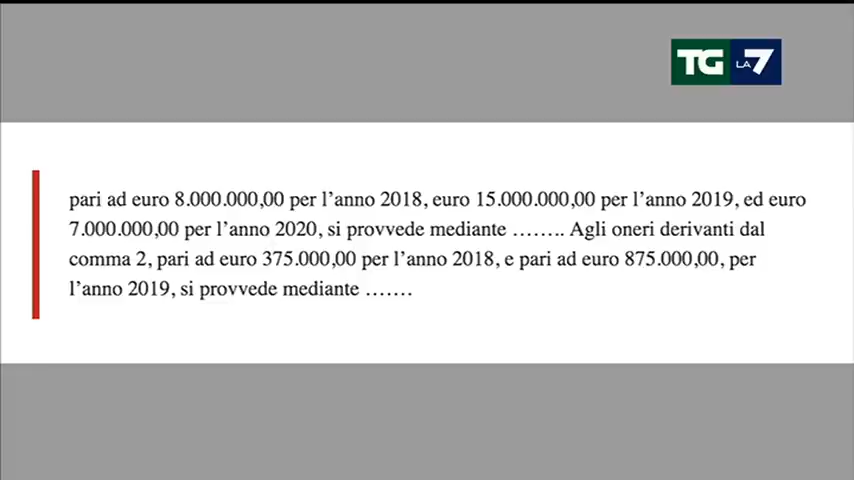 TG LA 7
pari ad euro 8.000.000,00 per l’anno 2018, euro 15.000.000,00 per l’anno 2019, ed euro
7.000.000,00 per l’anno 2020, si provvede mediante …….. Agli oneri derivanti dal
comma 2, pari ad euro 375.000,00 per l’anno 2018, e pari ad euro 875.000,00, per
l’anno 2019, si provvede mediante …….